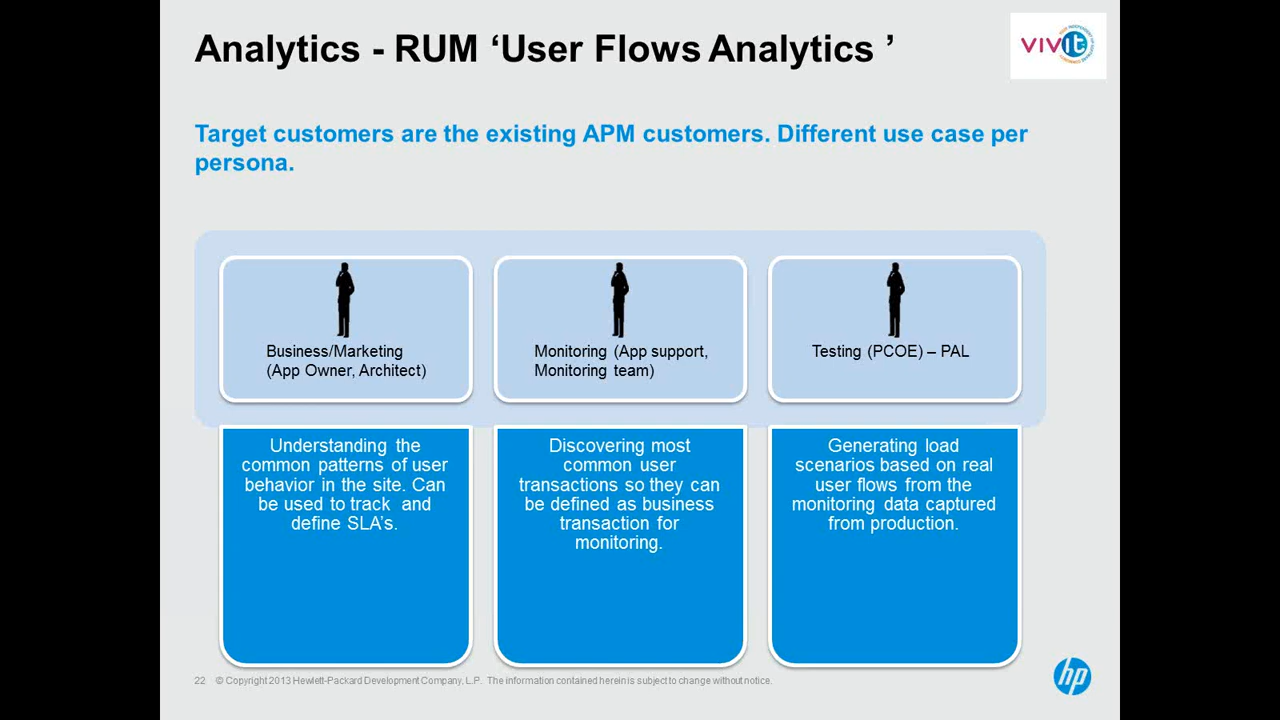 Analytics - RUM ‘User Flows Analytics ’
vivit
Target customers are the existing APM customers. Different use case per
persona.
Business/Marketing
(App Owner, Architect)
Monitoring (App support,
Monitoring team)
Testing (PCOE) – PAL
Understanding the
common patterns of user
behavior in the site. Can
be used to track and
define SLA’s.
Discovering most
common user
transactions so they can
be defined as business
transaction for
monitoring.
Generating load
scenarios based on real
user flows from the
monitoring data captured
from production.
22 © Copyright 2013 Hewlett-Packard Development Company, L.P. The information contained herein is subject to change without notice.
hp